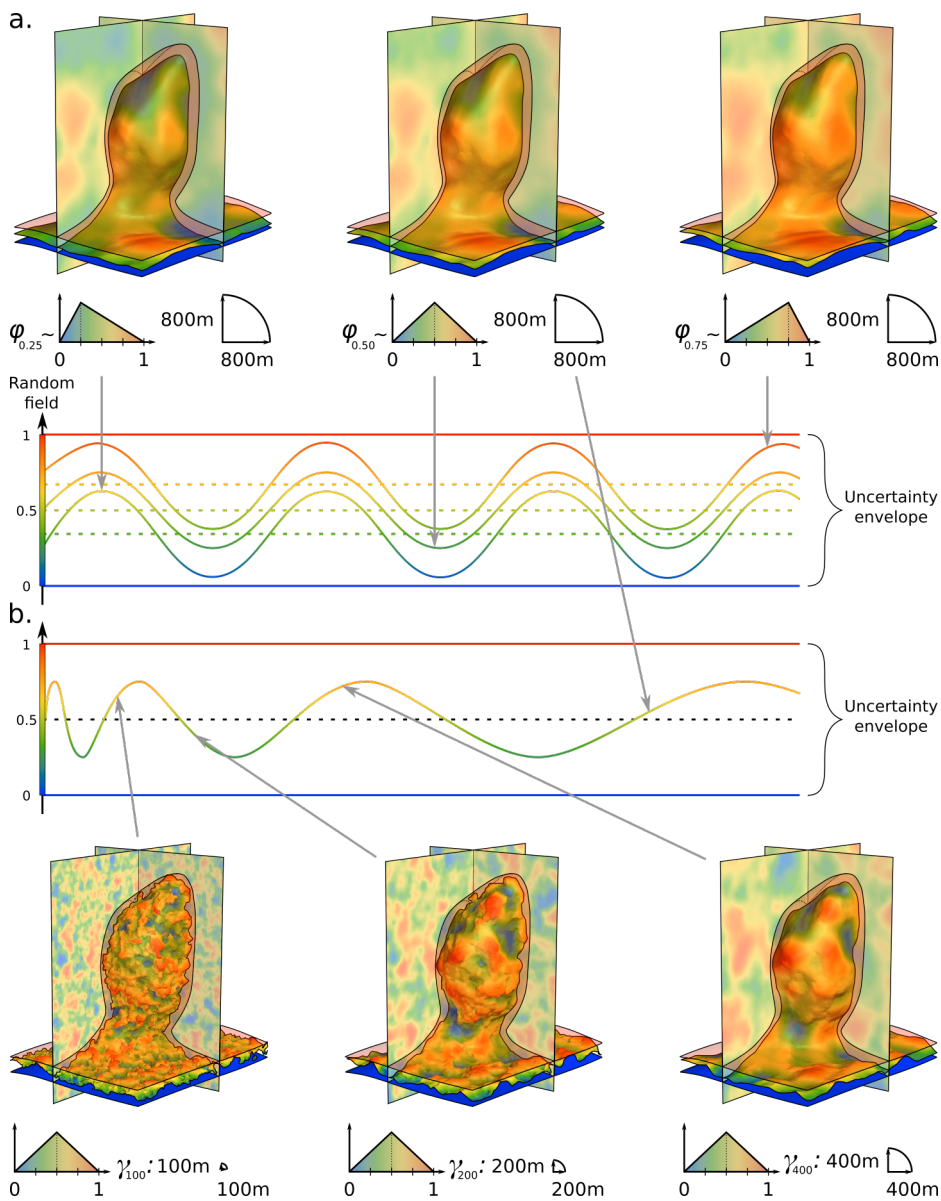 a.
φ0.25~ 0 1 800m 800m
φ0.50~ 0 1 800m 800m
φ0.75~ 0 1 800m 800m
Random
field
1
0.5
0
Uncertainty
envelope
b.
1
0.5
0
Uncertainty
envelope
0 1 γ100: 100m 100m
0 1 γ200: 200m 200m
0 1 γ400: 400m 400m